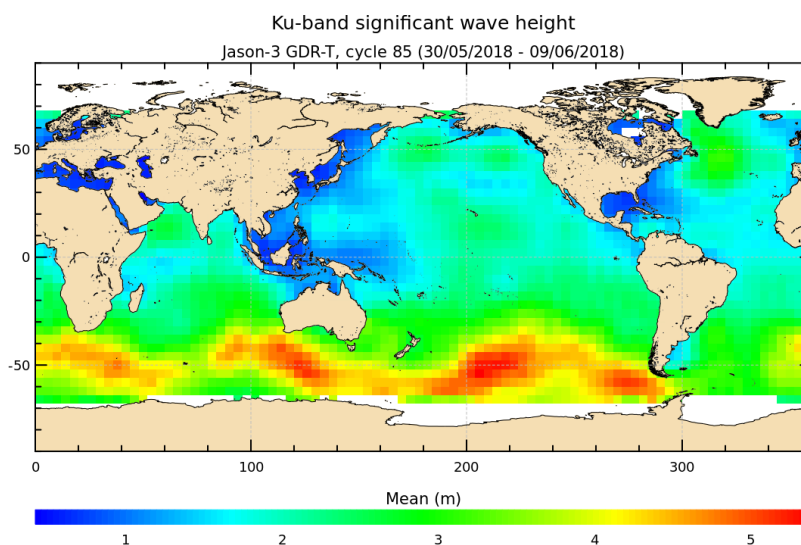 Ku-band significant wave height
Jason-3 GDR-T, cycle 85 (30/05/2018 - 09/06/2018)
50
0
-50
0 100 200 300
Mean (m)
1 2 3 4 5